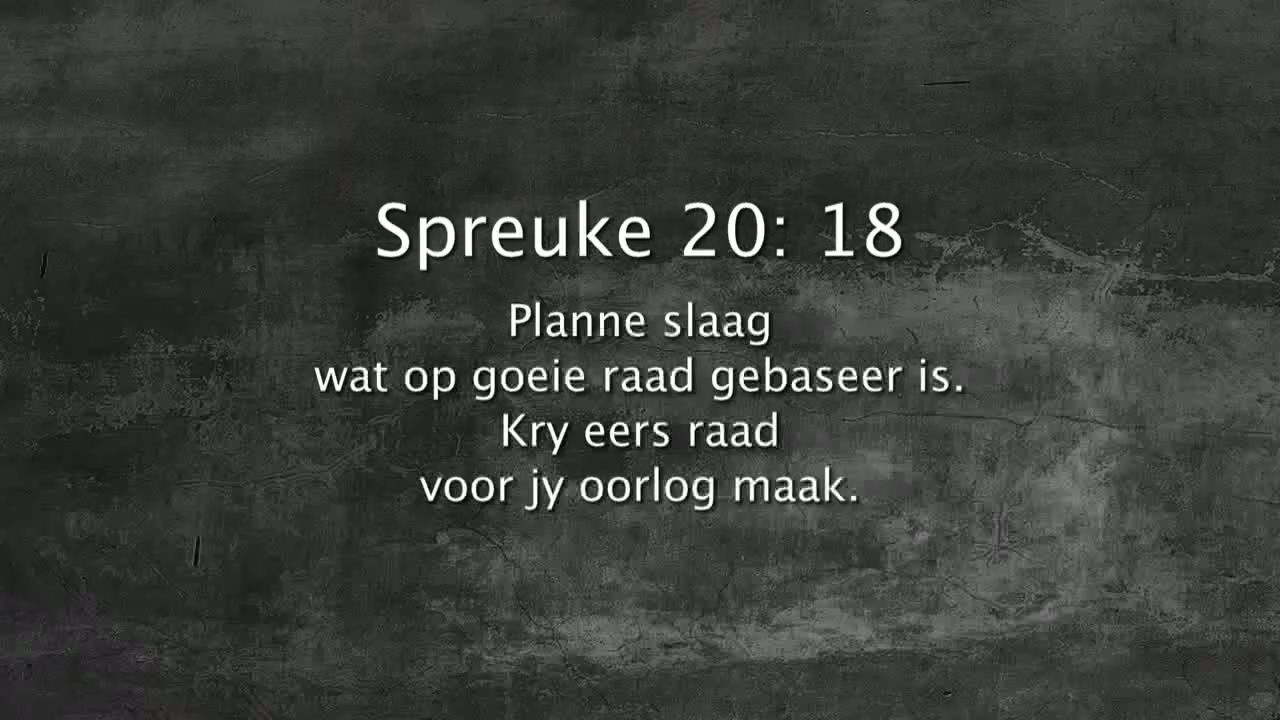 Spreuke 20: 18
Planne slaag
wat op goeie raad gebaseer is.
Kry eers raad
voor jy oorlog maak.